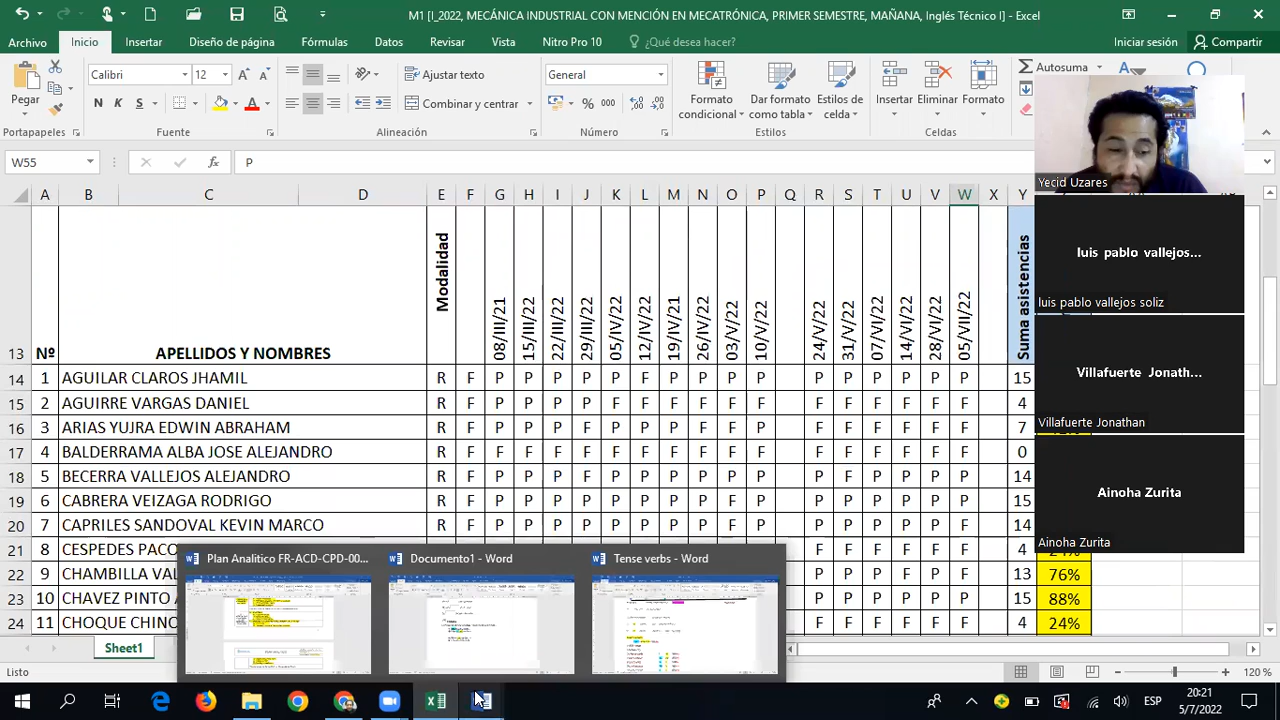 M1 [I_2022, MECÁNICA INDUSTRIAL CON MENCIÓN EN MECATRÓNICA, PRIMER SEMESTRE, MAÑANA, Inglés Técnico I] - Excel
Archivo Inicio Insertar Diseño de página Fórmulas Datos Revisar Vista Nitro Pro 10 ¿Qué desea hacer? Iniciar sesión Compartir
Calibri 12 Ajustar texto General Σ Autosuma
Pegar N K S Combinar y centrar % 000 Formato condicional Dar formato como tabla Estilos de celda Insertar Eliminar Formato
Portapapeles Fuente Alineación Número Estilos Celdas
W55 fx P
A B C D E F G H I J K L M N O P Q R S T U V W X Y
13 Nº APELLIDOS Y NOMBRES Modalidad 08/III/21 15/III/22 22/III/22 29/III/22 05/IV/22 12/IV/22 19/IV/21 26/IV/22 03/V/22 10/V/22 24/V/22 31/V/22 07/VI/22 14/VI/22 28/VI/22 05/VII/22 Suma asistencias
14 1 AGUILAR CLAROS JHAMIL R F P P P P P F P P P P P P P P P P 15
15 2 AGUIRRE VARGAS DANIEL R F P P P F F F F F F P F F F F F F 4
16 3 ARIAS YUJRA EDWIN ABRAHAM R F P P P F P P P F P F F F F F F F 7
17 4 BALDERRAMA ALBA JOSE ALEJANDRO R F F F F F F F F F F F F F F F F F 0
18 5 BECERRA VALLEJOS ALEJANDRO R F P P P F P P P P P P P P P P P F 14
19 6 CABRERA VEIZAGA RODRIGO R F P P P P P P P P F P P P P P P P 15
20 7 CAPRILES SANDOVAL KEVIN MARCO R F P P P P P P P P F P P P P P P F 14
21 8 CESPEDES PACO F F F F F F 4 24%
22 9 CHAMBILLA VAL P P P F F F 13 76%
23 10 CHAVEZ PINTO A P P P P P P 15 88%
24 11 CHOQUE CHINO F F F F F F 4 24%
Plan Analitico FR-ACD-CPD-00... Documento1 - Word Tense verbs - Word
Yecid Uzares
luis pablo vallejos...
luis pablo vallejos soliz
Villafuerte Jonath...
Villafuerte Jonathan
Ainoha Zurita
Ainoha Zurita
Sheet1
Listo 120 %
ESP 20:21
5/7/2022